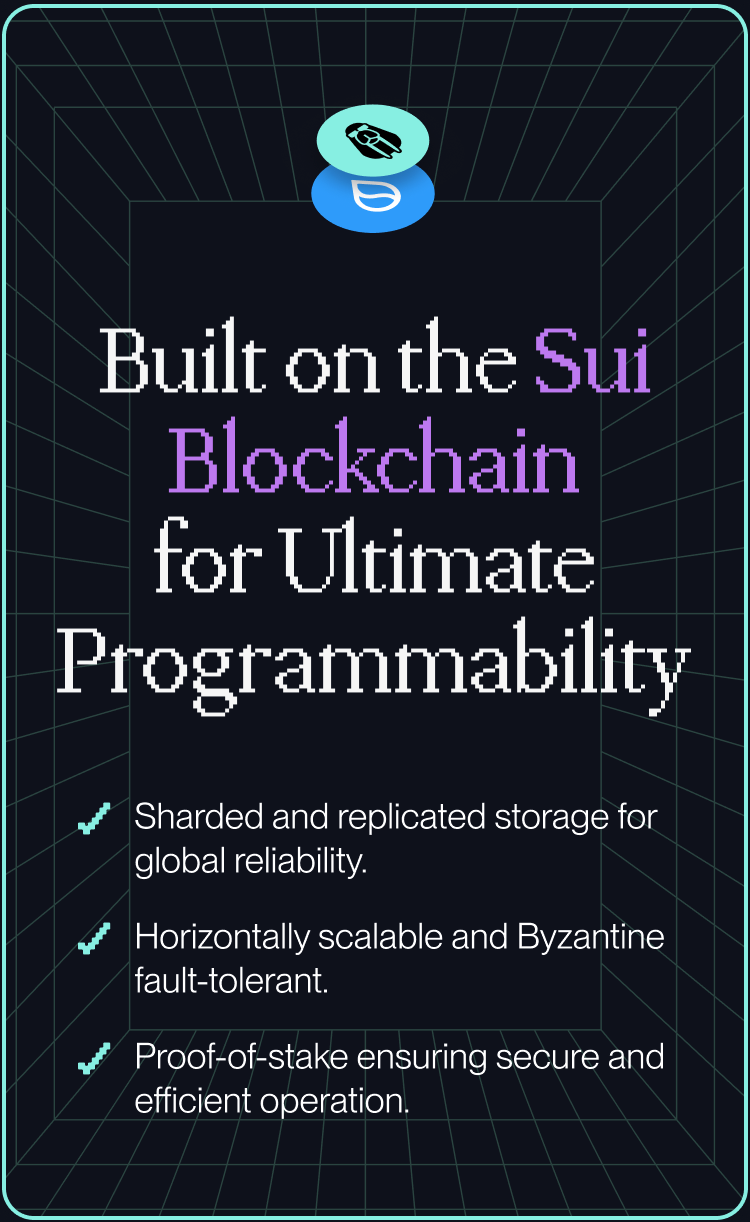 Built on the Sui
Blockchain
for Ultimate
Programmability
Sharded and replicated storage for
global reliability.
Horizontally scalable and Byzantine
fault-tolerant.
Proof-of-stake ensuring secure and
efficient operation.